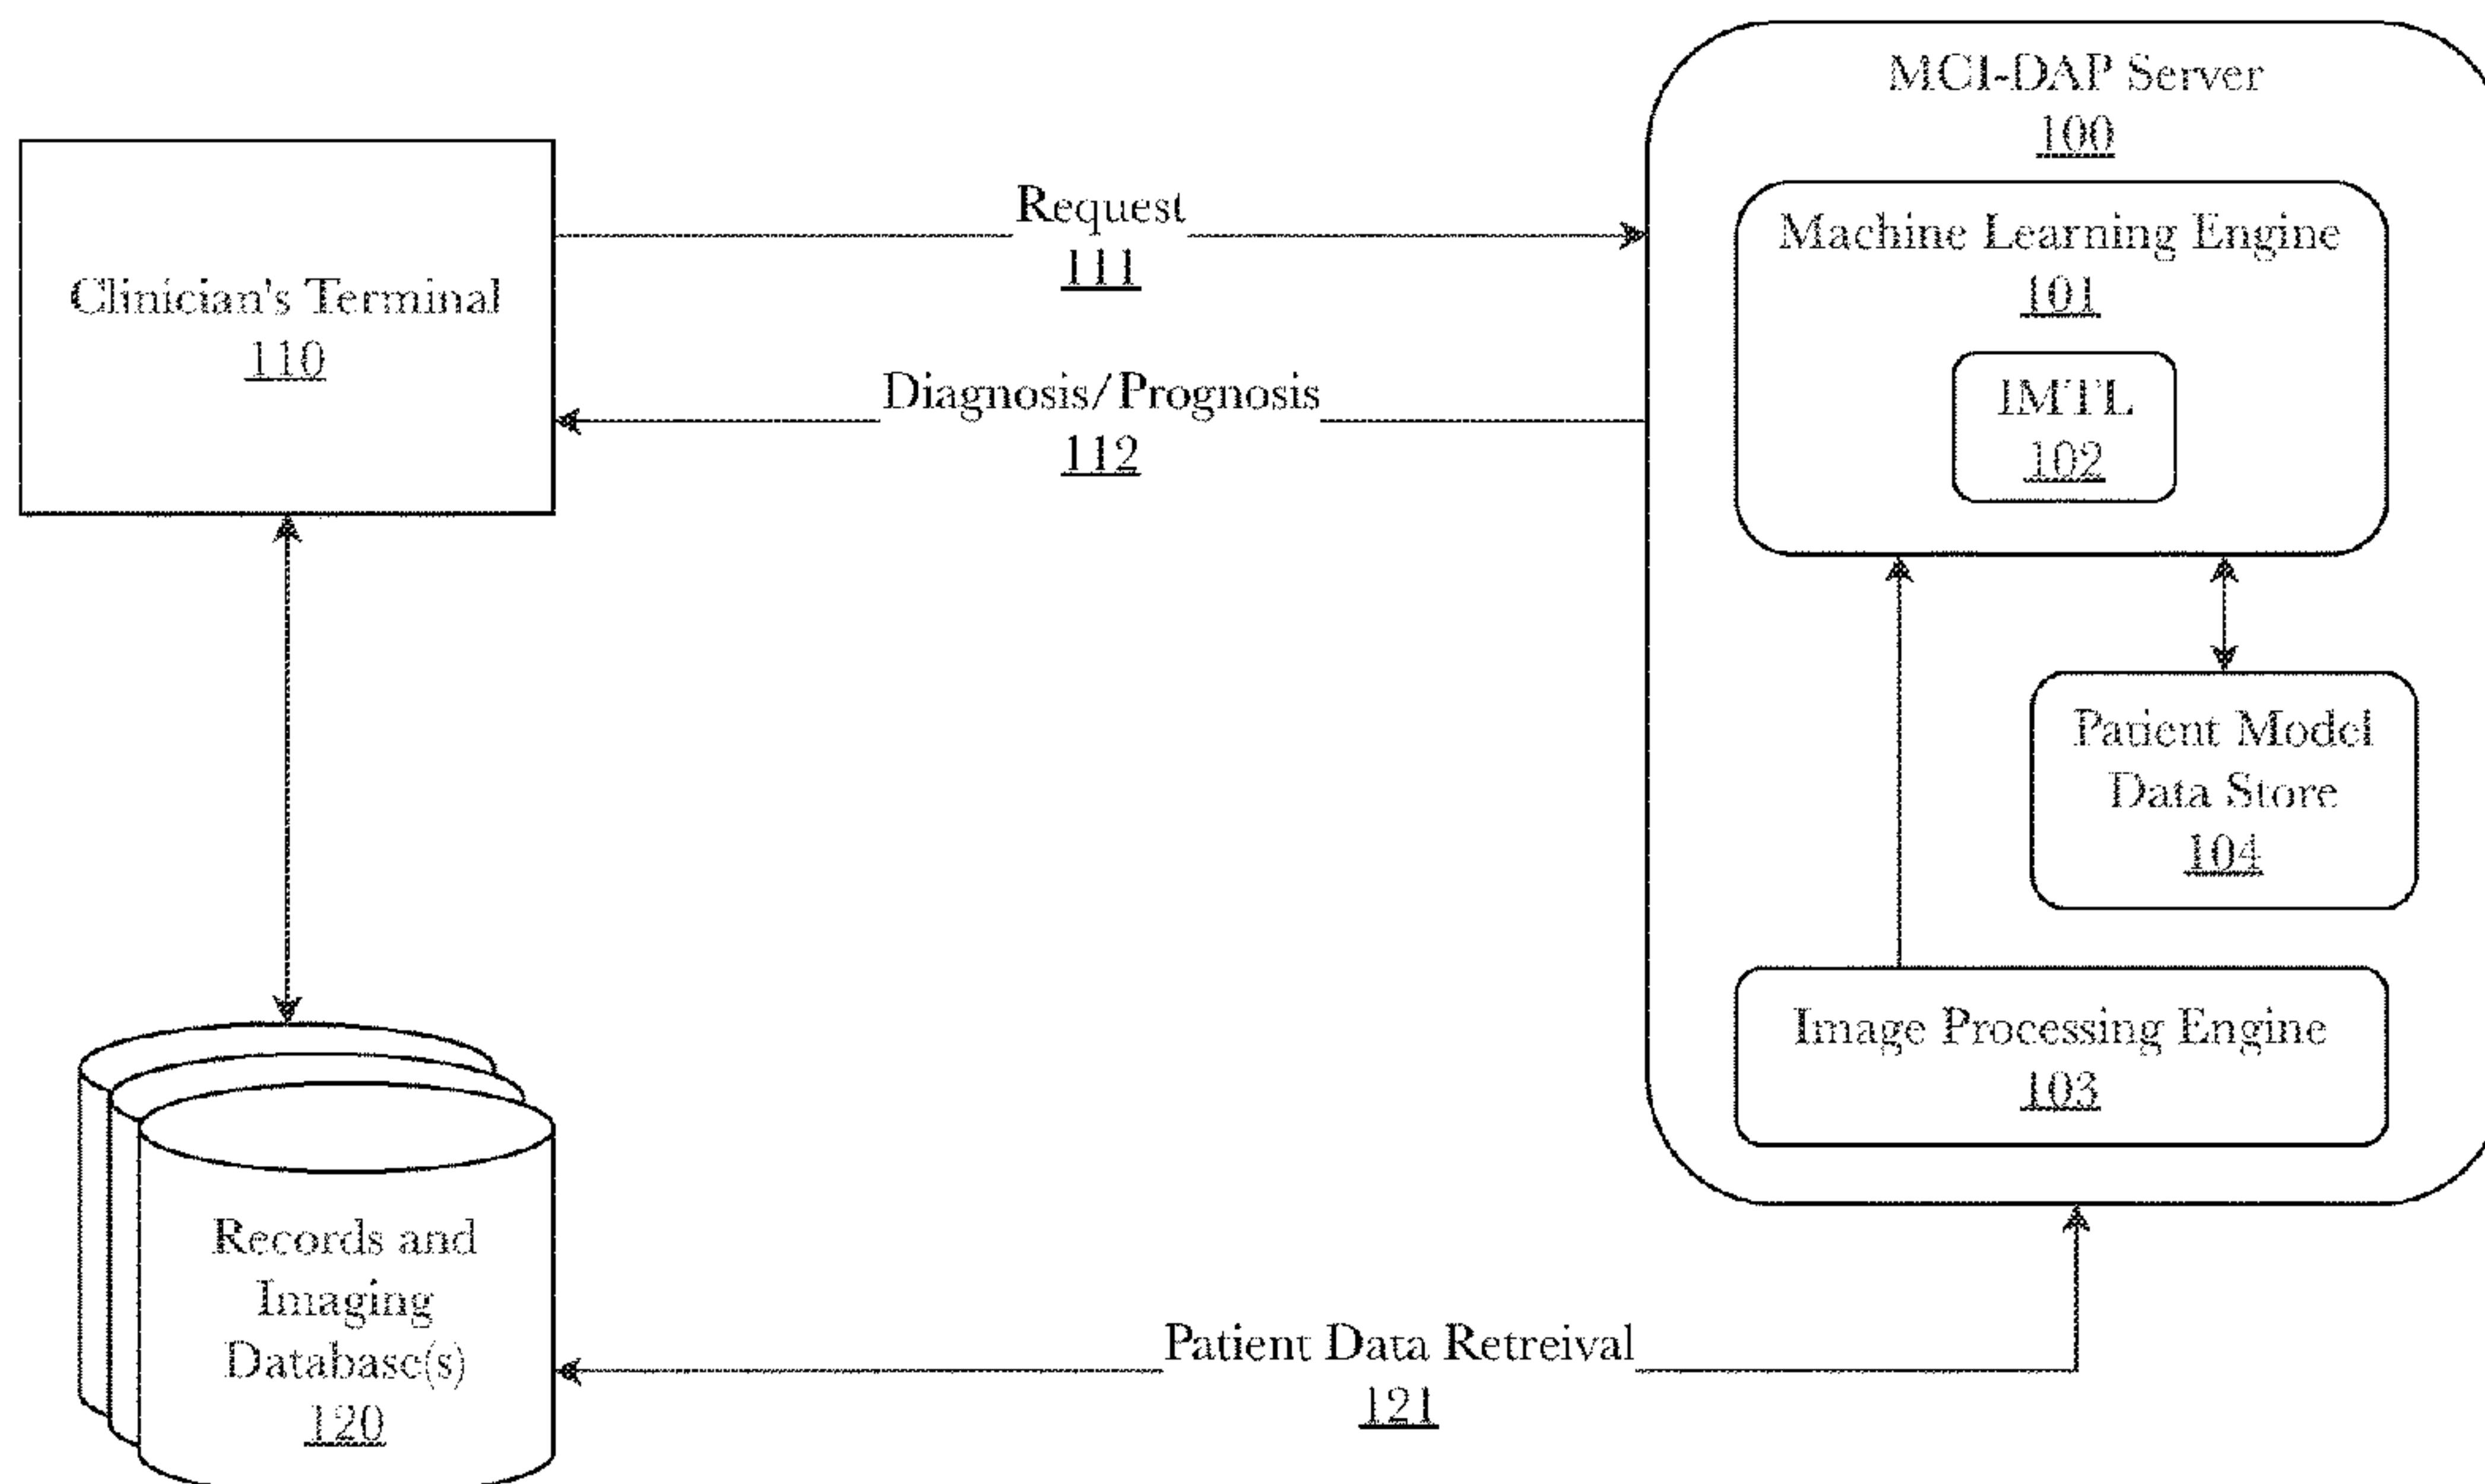 MCI-DAP Server
100
Machine Learning Engine
101
IMTL
102
Patient Model
Data Store
104
Image Processing Engine
103
Request
111
Diagnosis/Prognosis
112
Clinician's Terminal
110
Records and
Imaging
Database(s)
120
Patient Data Retreival
121